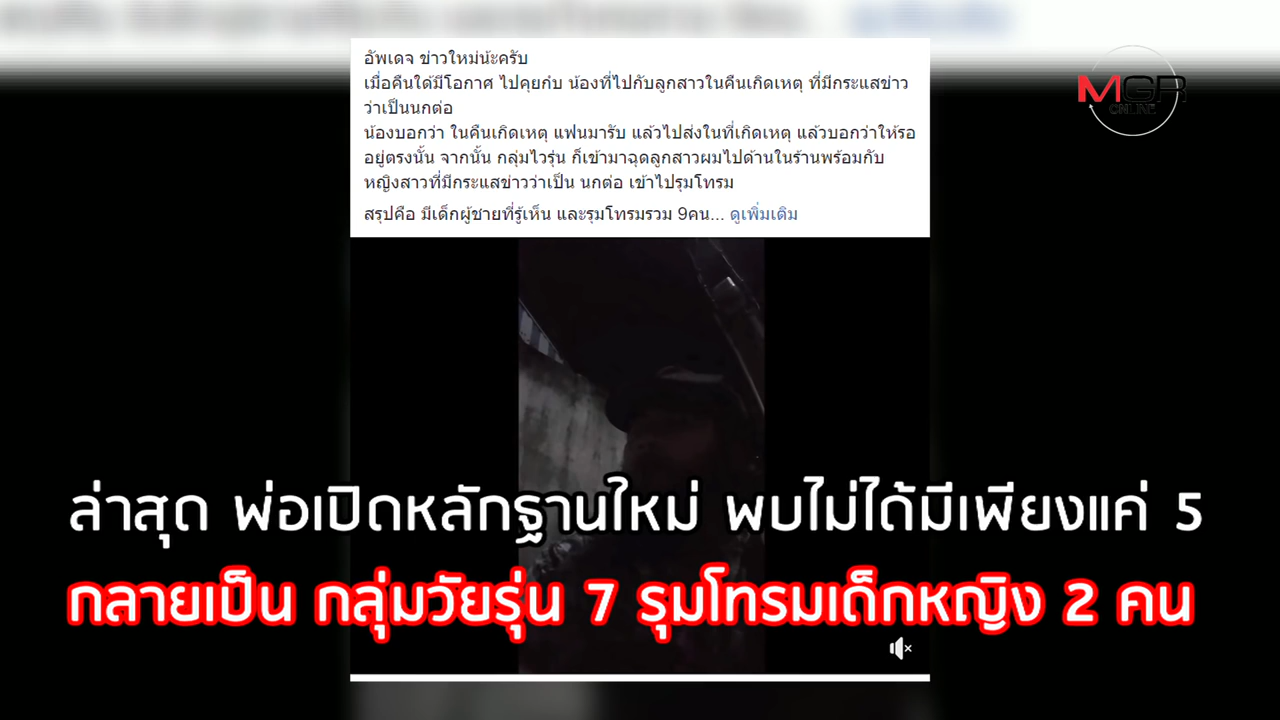 MGR
ONLINE
อัพเดจ ข่าวใหม่น้ะครับ
เมื่อคืนใด้มีโอกาศ ไปคุยกํบ น้องที่ไปกับลูกสาวในคืนเกิดเหตุ ที่มีกระแสข่าว
ว่าเป็นนกต่อ
น้องบอกว่า ในคืนเกิดเหตุ แฟนมารับ แล้วไปส่งในที่เกิดเหตุ แล้วบอกว่าให้รอ
อยู่ตรงนั้น จากนั้น กลุ่มไวรุ่น ก็เข้ามาฉุดลูกสาวผมไปด้านในร้านพร้อมกับ
หญิงสาวที่มีกระแสข่าวว่าเป็น นกต่อ เข้าไปรุมโทรม
สรุปคือ มีเด็กผู้ชายที่รู้เห็น และรุมโทรมรวม 9คน... ดูเพิ่มเติม
ล่าสุด พ่อเปิดหลักฐานใหม่ พบไม่ได้มีเพียงแค่ 5
กลายเป็น กลุ่มวัยรุ่น 7 รุมโทรมเด็กหญิง 2 คน